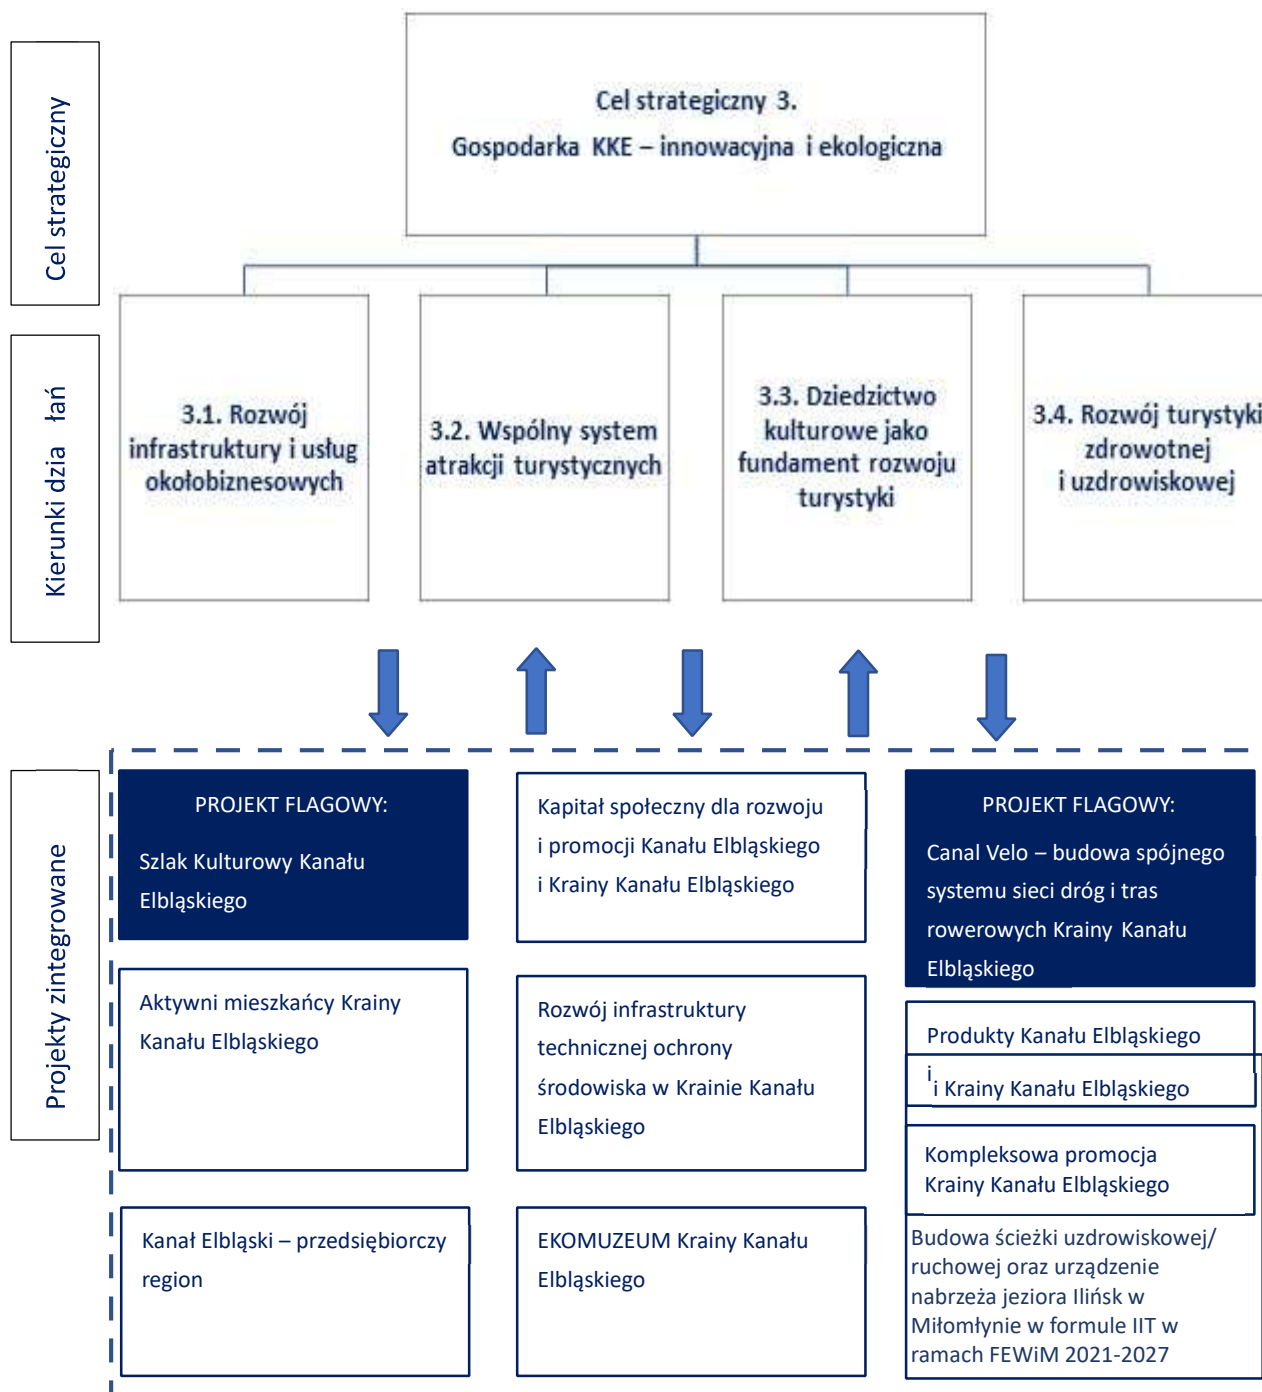 Cel strategiczny
Cel strategiczny 3.
Gospodarka KKE – innowacyjna i ekologiczna
Kierunki dzia łań
3.1. Rozwój
infrastruktury i usług
okołobiznesowych
3.2. Wspólny system
atrakcji turystycznych
3.3. Dziedzictwo
kulturowe jako
fundament rozwoju
turystyki
3.4. Rozwój turystyki
zdrowotnej
i uzdrowiskowej
Projekty zintegrowane
PROJEKT FLAGOWY:
Szlak Kulturowy Kanału
Elbląskiego
Kapitał społeczny dla rozwoju
i promocji Kanału Elbląskiego
i Krainy Kanału Elbląskiego
PROJEKT FLAGOWY:
Canal Velo – budowa spójnego
systemu sieci dróg i tras
rowerowych Krainy Kanału
Elbląskiego
Aktywni mieszkańcy Krainy
Kanału Elbląskiego
Rozwój infrastruktury
technicznej ochrony
środowiska w Krainie Kanału
Elbląskiego
Produkty Kanału Elbląskiego
i
i Krainy Kanału Elbląskiego
Kompleksowa promocja
Krainy Kanału Elbląskiego
Kanał Elbląski – przedsiębiorczy
region
EKOMUZEUM Krainy Kanału
Elbląskiego
Budowa ścieżki uzdrowiskowej/
ruchowej oraz urządzenie
nabrzeża jeziora Ilińsk w
Miłomłynie w formule IIT w
ramach FEWiM 2021-2027